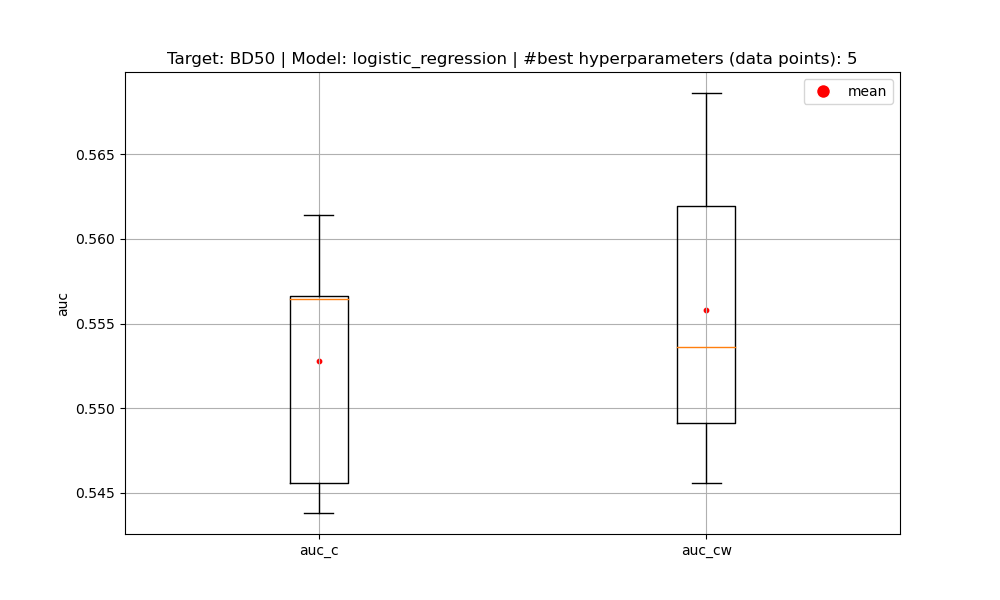 Target: BD50 | Model: logistic_regression | #best hyperparameters (data points): 5
mean
0.565
0.560
0.555
0.550
0.545
auc
auc_c
auc_cw